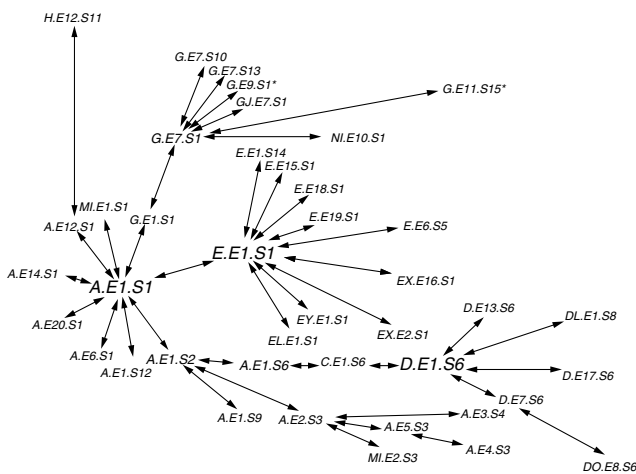 H.E12.S11
G.E7.S10
G.E7.S13
G.E9.S1*
G.E11.S15*
GJ.E7.S1
G.E7.S1
NI.E10.S1
E.E1.S14
E.E15.S1
E.E18.S1
MI.E1.S1
E.E19.S1
A.E12.S1
G.E1.S1
E.E6.S5
E.E1.S1
A.E14.S1
EX.E16.S1
A.E1.S1
D.E13.S6
DL.E1.S8
A.E20.S1
EY.E1.S1
EX.E2.S1
EL.E1.S1
A.E6.S1
A.E1.S12
A.E1.S2
A.E1.S6
C.E1.S6
D.E1.S6
D.E17.S6
D.E7.S6
A.E1.S9
A.E2.S3
A.E3.S4
A.E5.S3
A.E4.S3
MI.E2.S3
DO.E8.S6